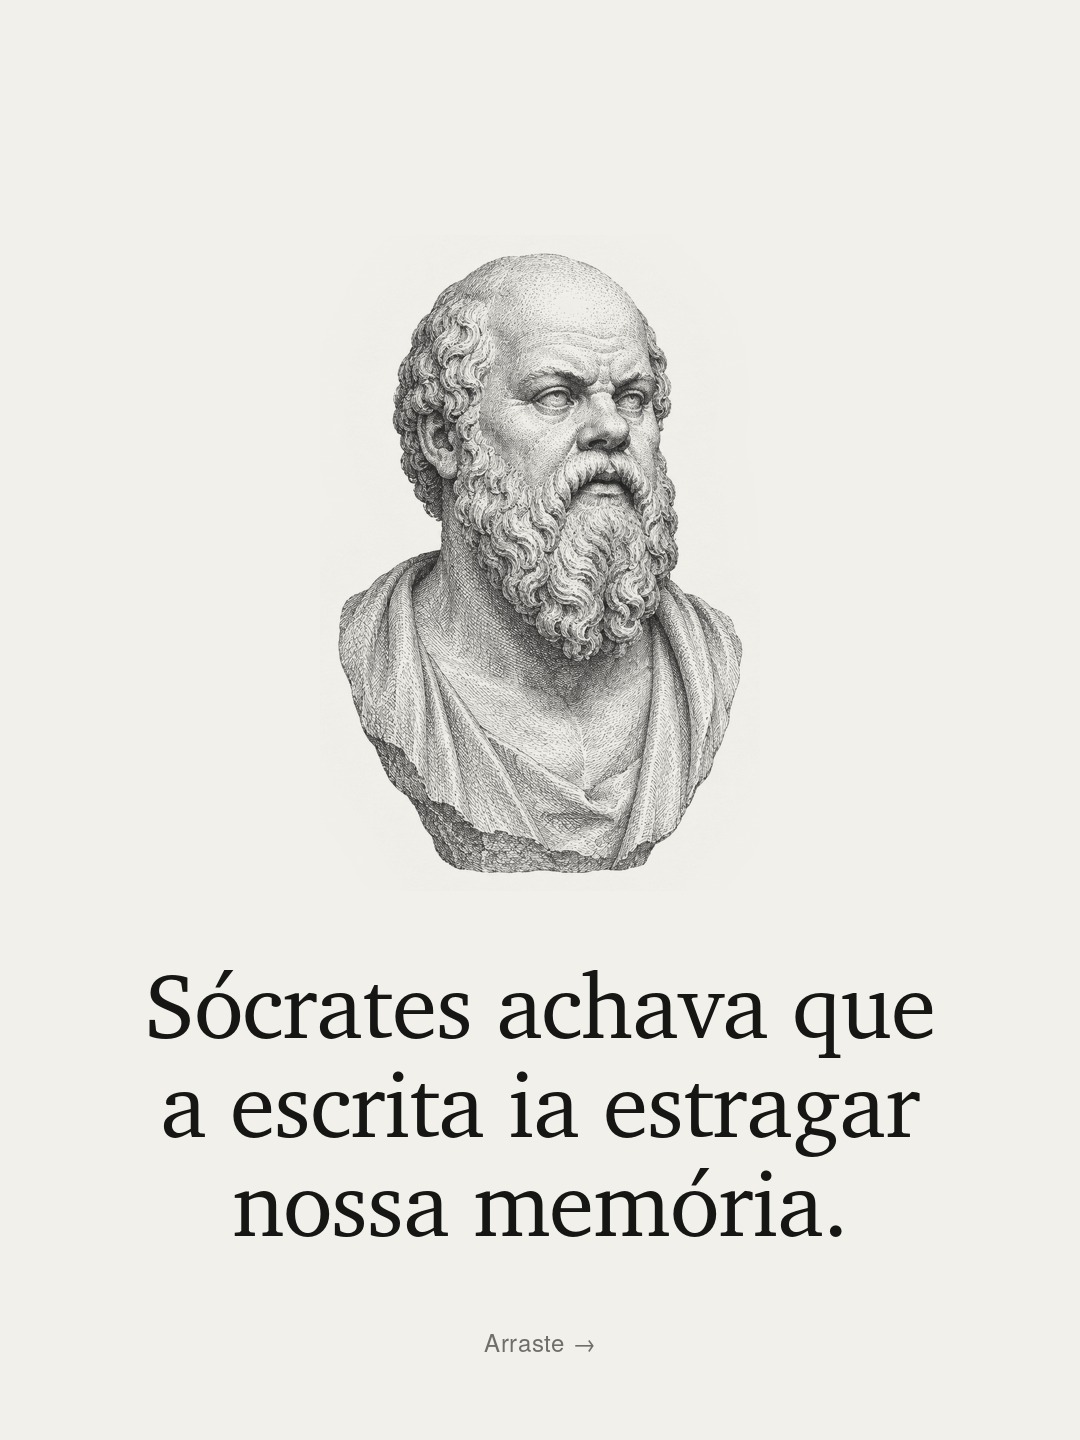 Sócrates achava que
a escrita ia estragar
nossa memória.
Arraste →